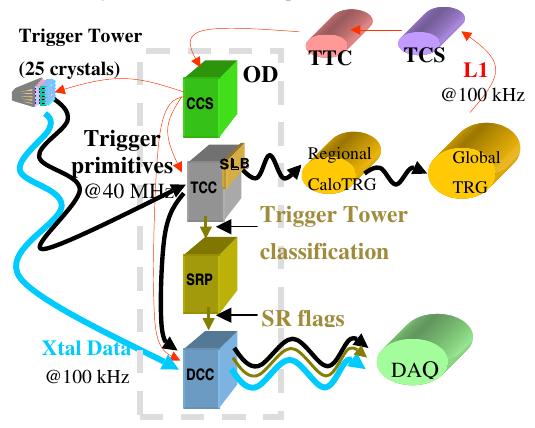 Trigger Tower
(25 crystals)
TTC
TCS
L1
@100 kHz
OD
CCS
Trigger
primitives
@40 MHz
SLB
TCC
Regional
CaloTRG
Global
TRG
Trigger Tower
classification
SRP
SR flags
Xtal Data
@100 kHz
DCC
DAQ